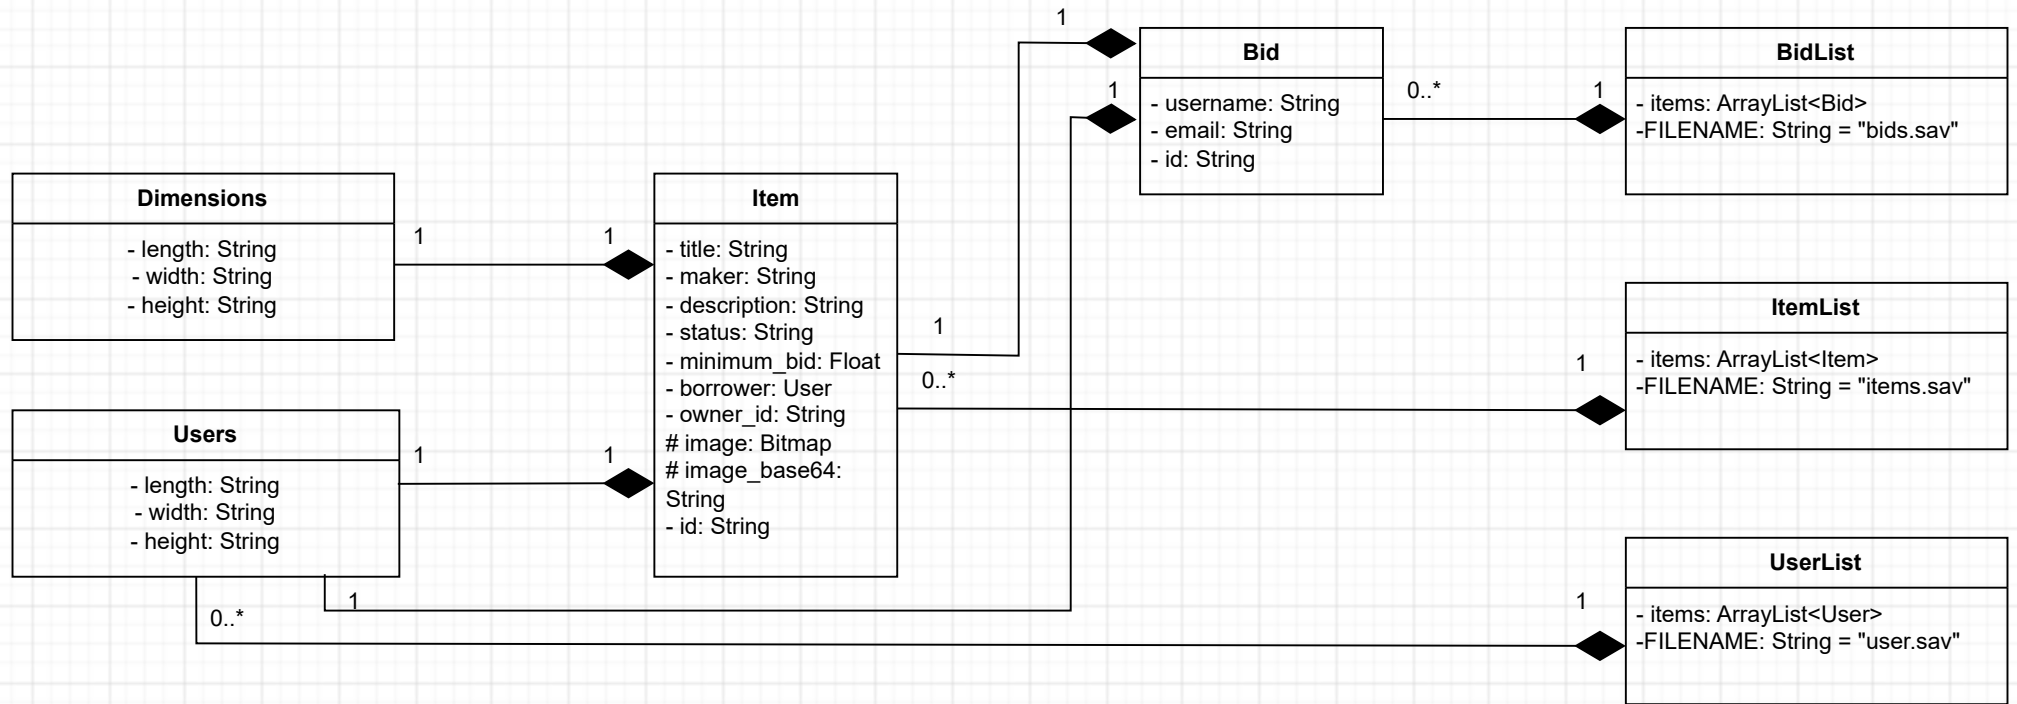 Dimensions
- length: String
- width: String
- height: String
1
1
Users
- length: String
- width: String
- height: String
1
1
0..*
1
Item
- title: String
- maker: String
- description: String
- status: String
- minimum_bid: Float
- borrower: User
- owner_id: String
# image: Bitmap
# image_base64:
String
- id: String
1
0..*
1
1
Bid
- username: String
- email: String
- id: String
0..*
1
BidList
- items: ArrayList<Bid>
-FILENAME: String = "bids.sav"
1
ItemList
- items: ArrayList<Item>
-FILENAME: String = "items.sav"
1
UserList
- items: ArrayList<User>
-FILENAME: String = "user.sav"